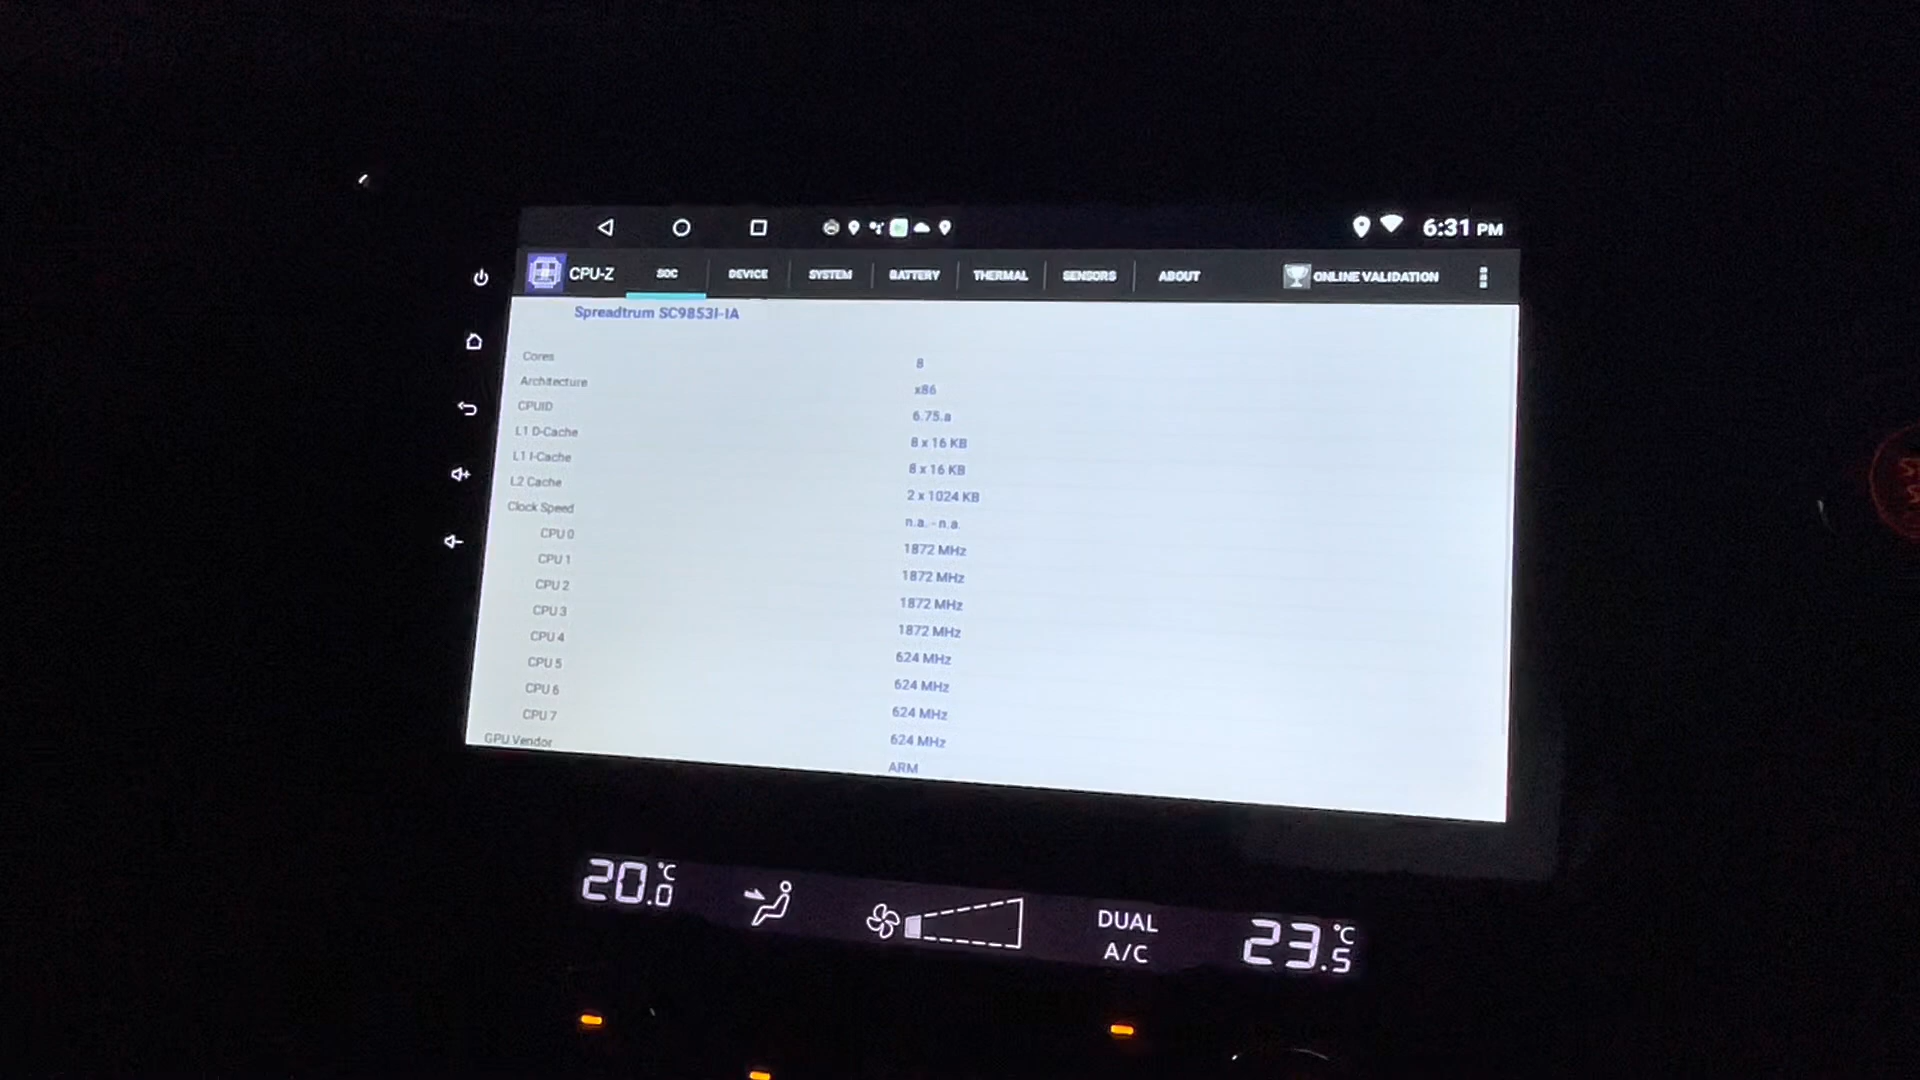 6:31 PM
CPU-Z SOC DEVICE SYSTEM BATTERY THERMAL SENSORS ABOUT ONLINE VALIDATION
Spreadtrum SC9853I-IA
Cores 8
Architecture x86
CPUID 6.75.a
L1 D-Cache 8 x 16 KB
L1 I-Cache 8 x 16 KB
L2 Cache 2 x 1024 KB
Clock Speed n.a. - n.a.
CPU 0 1872 MHz
CPU 1 1872 MHz
CPU 2 1872 MHz
CPU 3 1872 MHz
CPU 4 624 MHz
CPU 5 624 MHz
CPU 6 624 MHz
CPU 7 624 MHz
GPU Vendor ARM
20.0 °C DUAL A/C 23.5 °C